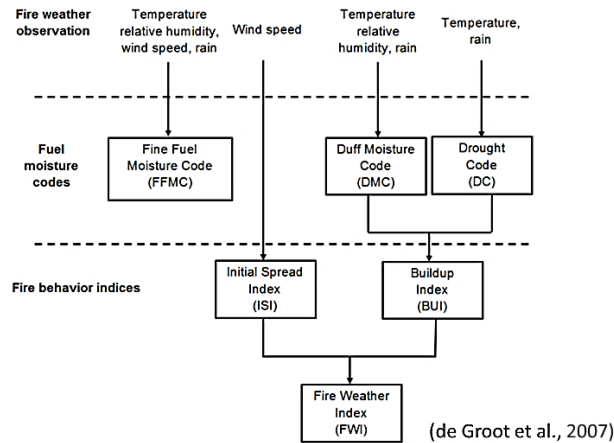 Fire weather
observation
Temperature
relative humidity,
wind speed, rain
Wind speed
Temperature
relative
humidity, rain
Temperature,
rain
Fuel
moisture
codes
Fine Fuel
Moisture Code
(FFMC)
Duff Moisture
Code
(DMC)
Drought
Code
(DC)
Fire behavior indices
Initial Spread
Index
(ISI)
Buildup
Index
(BUI)
Fire Weather
Index
(FWI)
(de Groot et al., 2007)